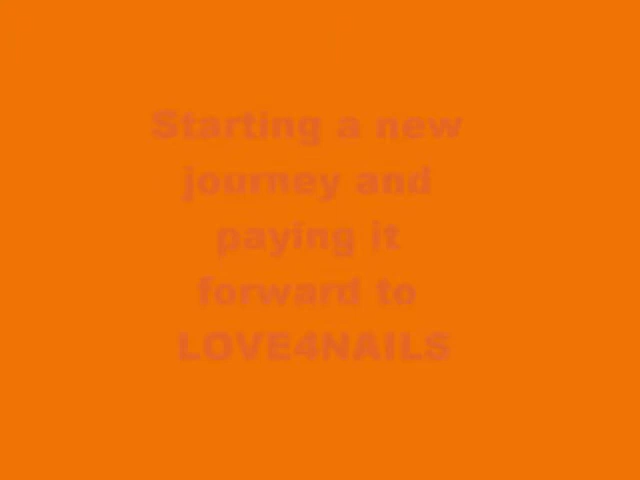 Starting a new
journey and
paying it
forward to
LOVE4NAILS